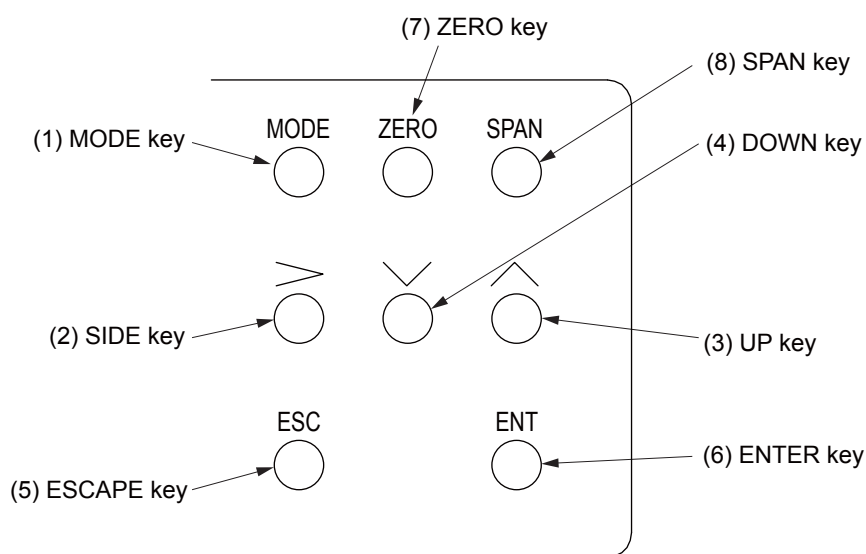 (7) ZERO key
(8) SPAN key
(1) MODE key
MODE
ZERO
SPAN
(4) DOWN key
(2) SIDE key
(3) UP key
ESC
ENT
(5) ESCAPE key
(6) ENTER key